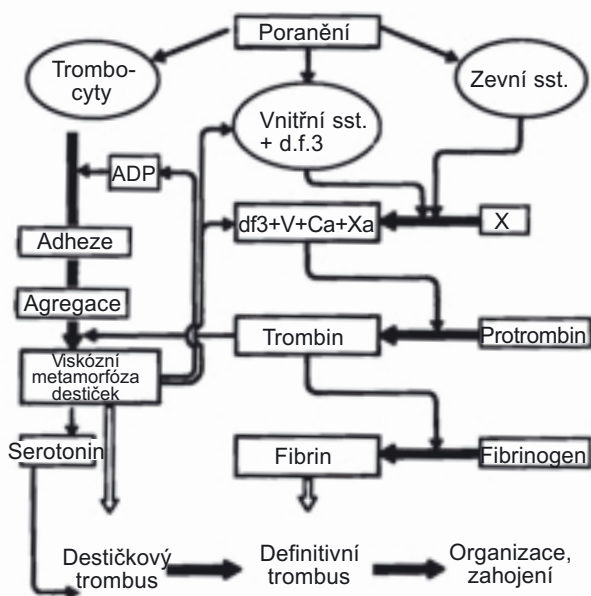 Poranění
Trombo-
cyty
Zevní sst.
Vnitřní sst.
+ d.f.3
ADP
df3+V+Ca+Xa
X
Adheze
Agregace
Trombin
Protrombin
Viskózní
metamorfóza
destiček
Serotonin
Fibrin
Fibrinogen
Destičkový
trombus
Definitivní
trombus
Organizace,
zahojení